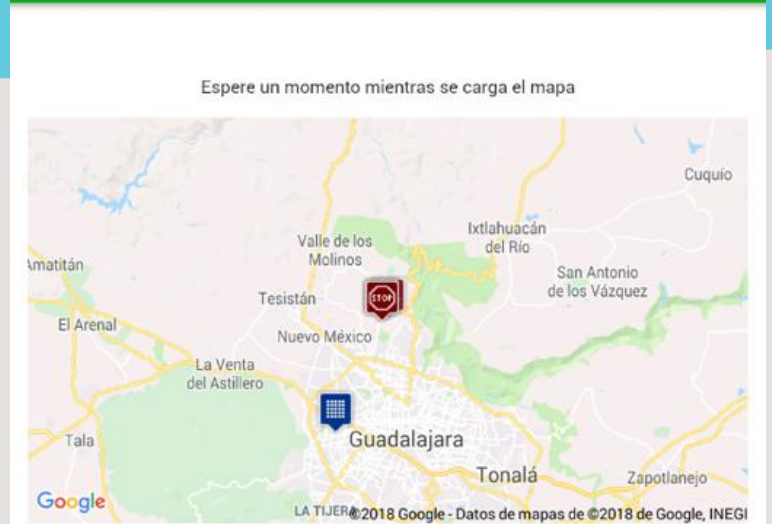 Espere un momento mientras se carga el mapa
Cuquío
Ixtlahuacán
del Río
Valle de los
Molinos
Amatitán
San Antonio
de los Vázquez
STOP
Tesistán
El Arenal
Nuevo México
La Venta
del Astillero
Guadalajara
Tala
Tonalá
Zapotlanejo
Google
LA TIJERA
©2018 Google - Datos de mapas de ©2018 de Google, INEGI